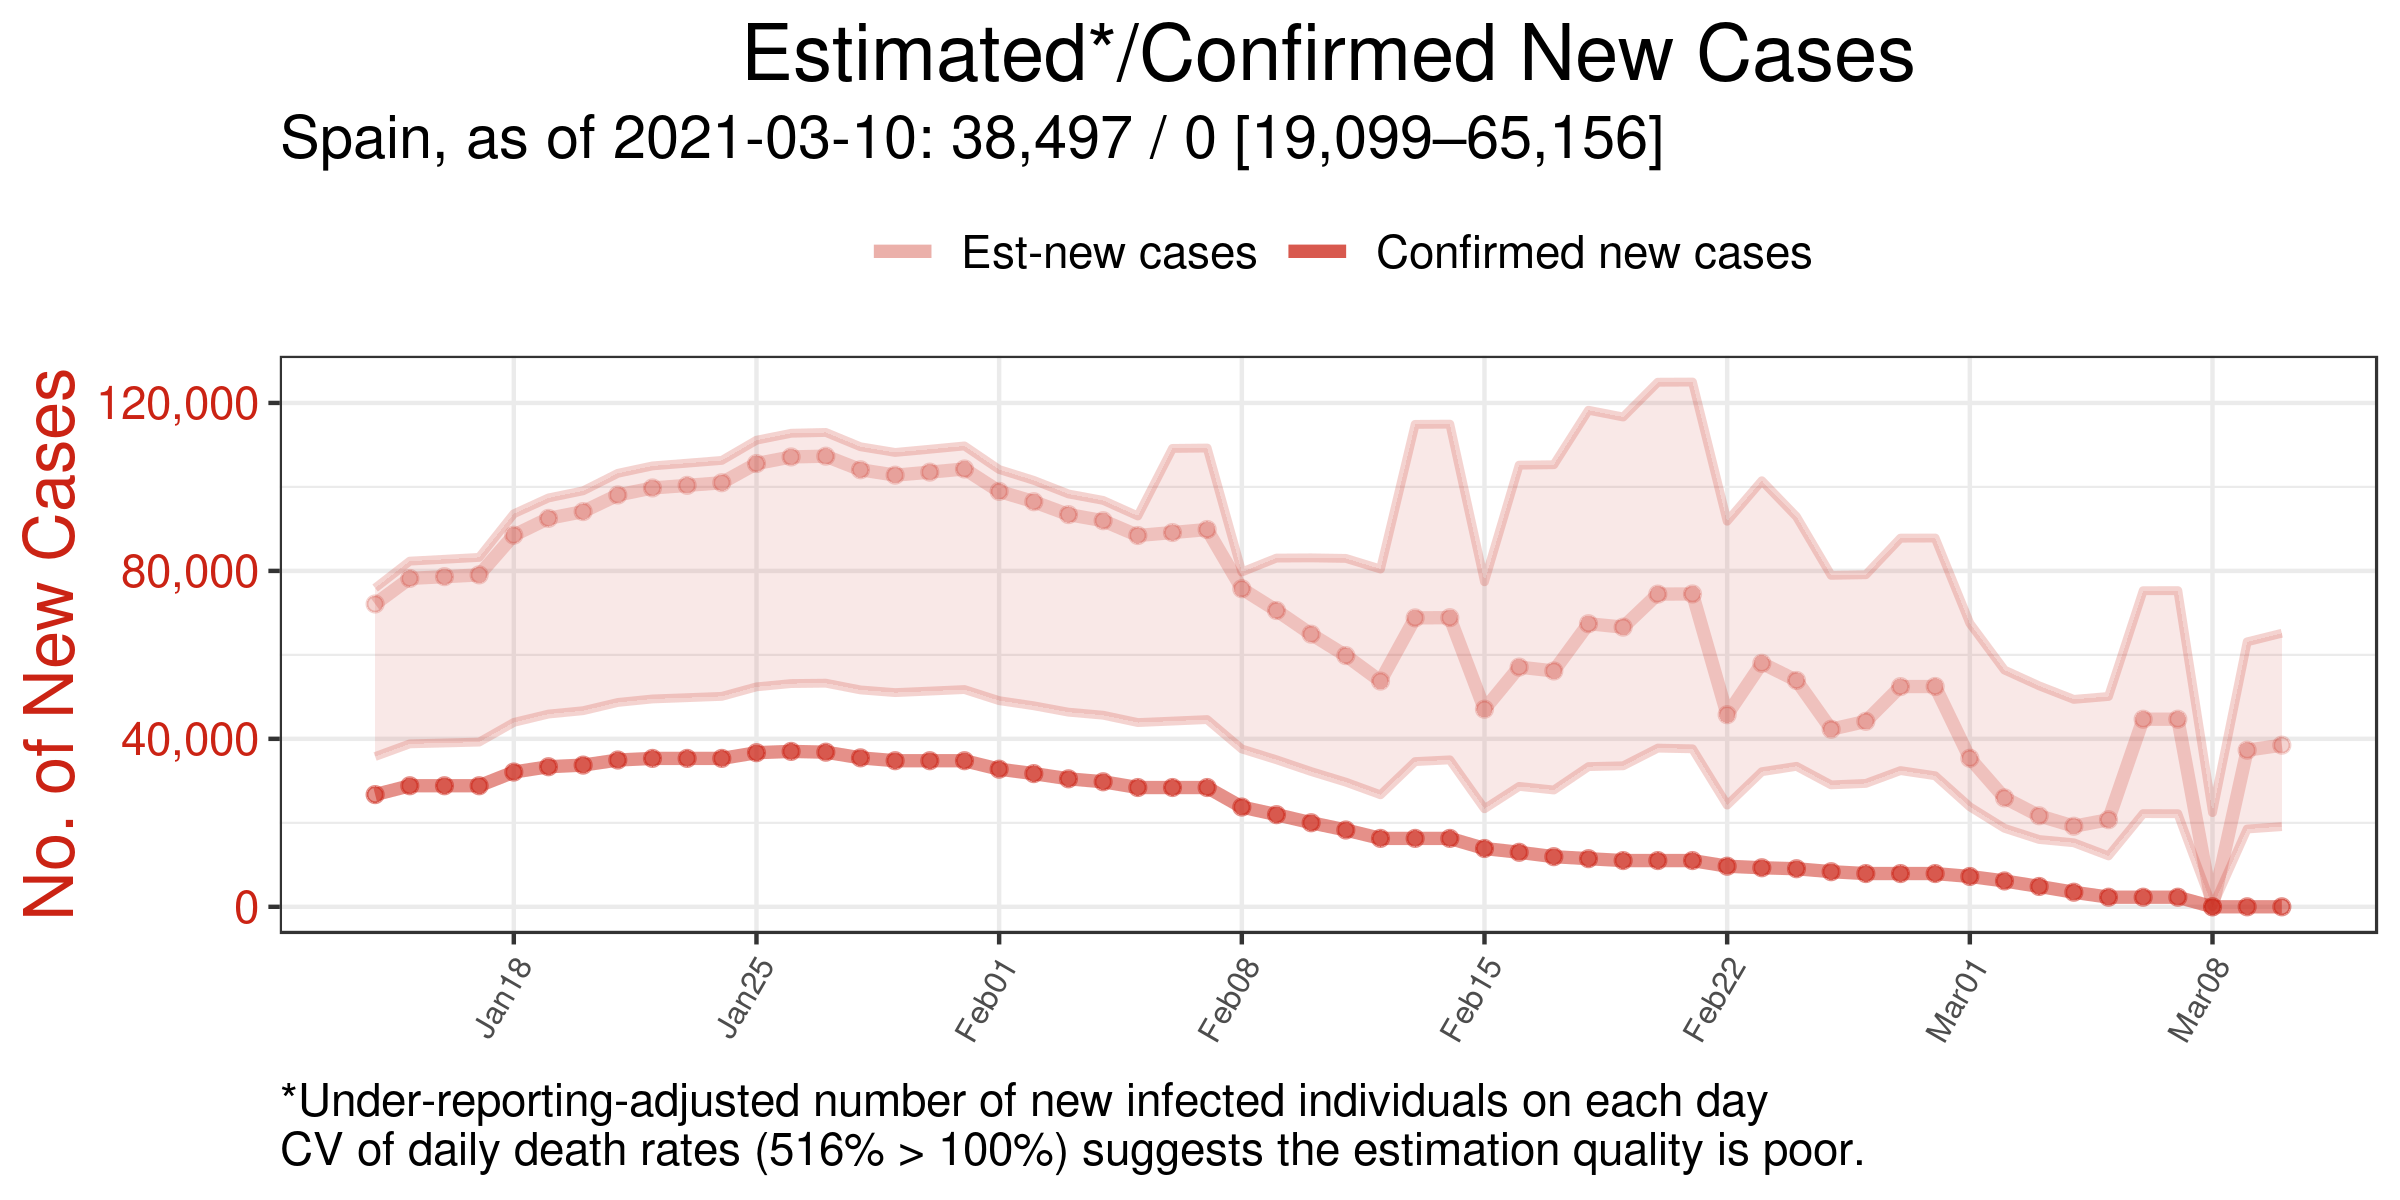 Estimated*/Confirmed New Cases
Spain, as of 2021-03-10: 38,497 / 0 [19,099–65,156]
Est-new cases
Confirmed new cases
No. of New Cases
120,000
80,000
40,000
0
Jan18
Jan25
Feb01
Feb08
Feb15
Feb22
Mar01
Mar08
*Under-reporting-adjusted number of new infected individuals on each day
CV of daily death rates (516% > 100%) suggests the estimation quality is poor.